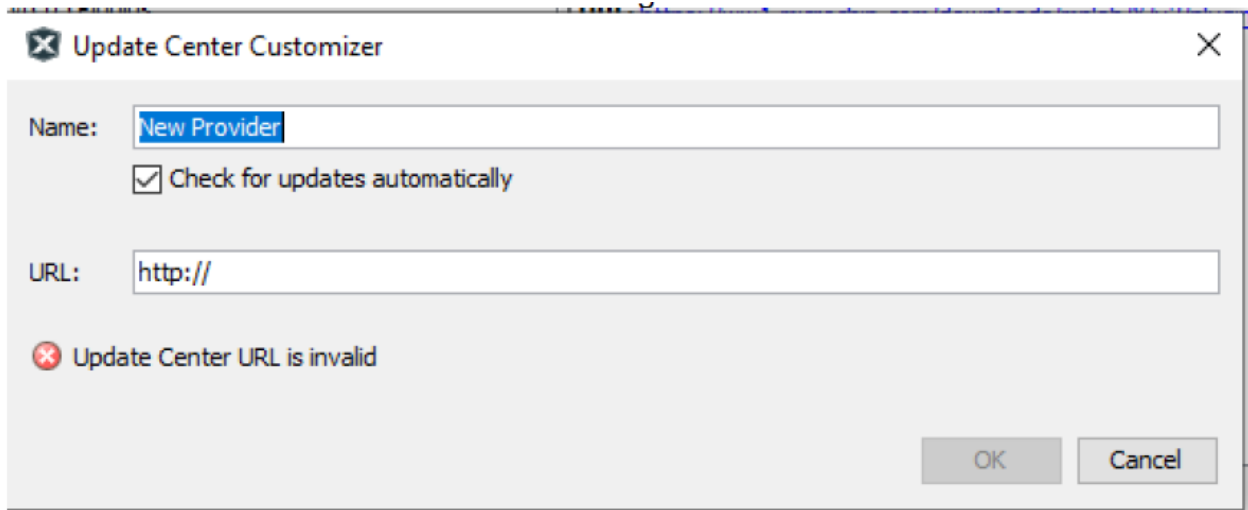 Update Center Customizer
Name: New Provider
Check for updates automatically
URL: http://
Update Center URL is invalid
OK Cancel